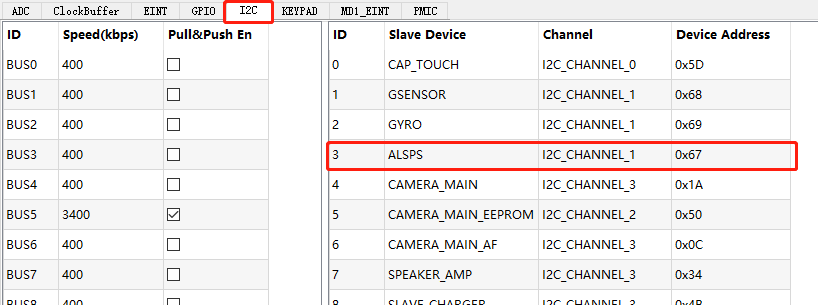 ADC ClockBuffer EINT GPIO I2C KEYPAD MD1_EINT PMIC
ID Speed(kbps) Pull&Push En ID Slave Device Channel Device Address
BUS0 400 0 CAP_TOUCH I2C_CHANNEL_0 0x5D
BUS1 400 1 GSENSOR I2C_CHANNEL_1 0x68
BUS2 400 2 GYRO I2C_CHANNEL_1 0x69
BUS3 400 3 ALSPS I2C_CHANNEL_1 0x67
BUS4 400 4 CAMERA_MAIN I2C_CHANNEL_3 0x1A
BUS5 3400 5 CAMERA_MAIN_EEPROM I2C_CHANNEL_2 0x50
BUS6 400 6 CAMERA_MAIN_AF I2C_CHANNEL_3 0x0C
BUS7 400 7 SPEAKER_AMP I2C_CHANNEL_3 0x34
BUS8 400 8 SLAVE_CHARGER I2C_CHANNEL_3 0x4B